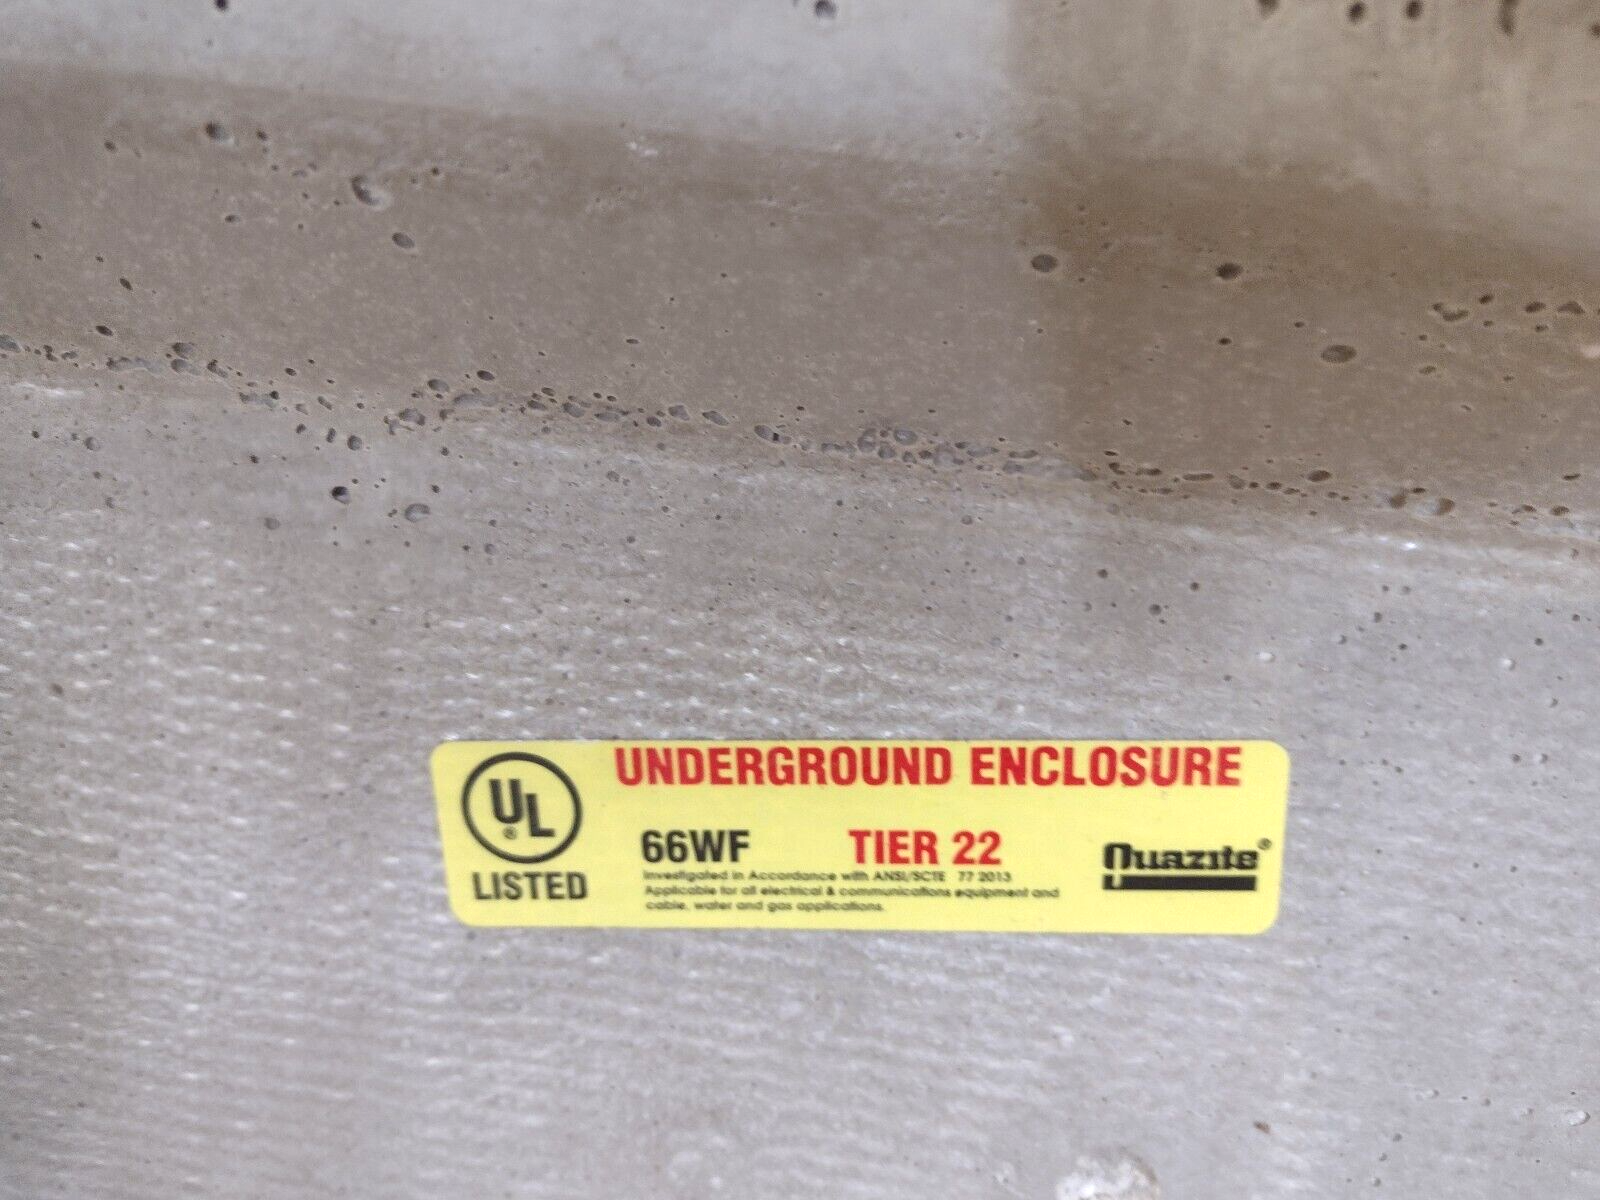 UNDERGROUND ENCLOSURE
UL®
LISTED
66WF TIER 22
Investigated in Accordance with ANSI/SCTE 77 2013
Applicable for all electrical & communications equipment and
cable, water and gas applications.
Quazite®